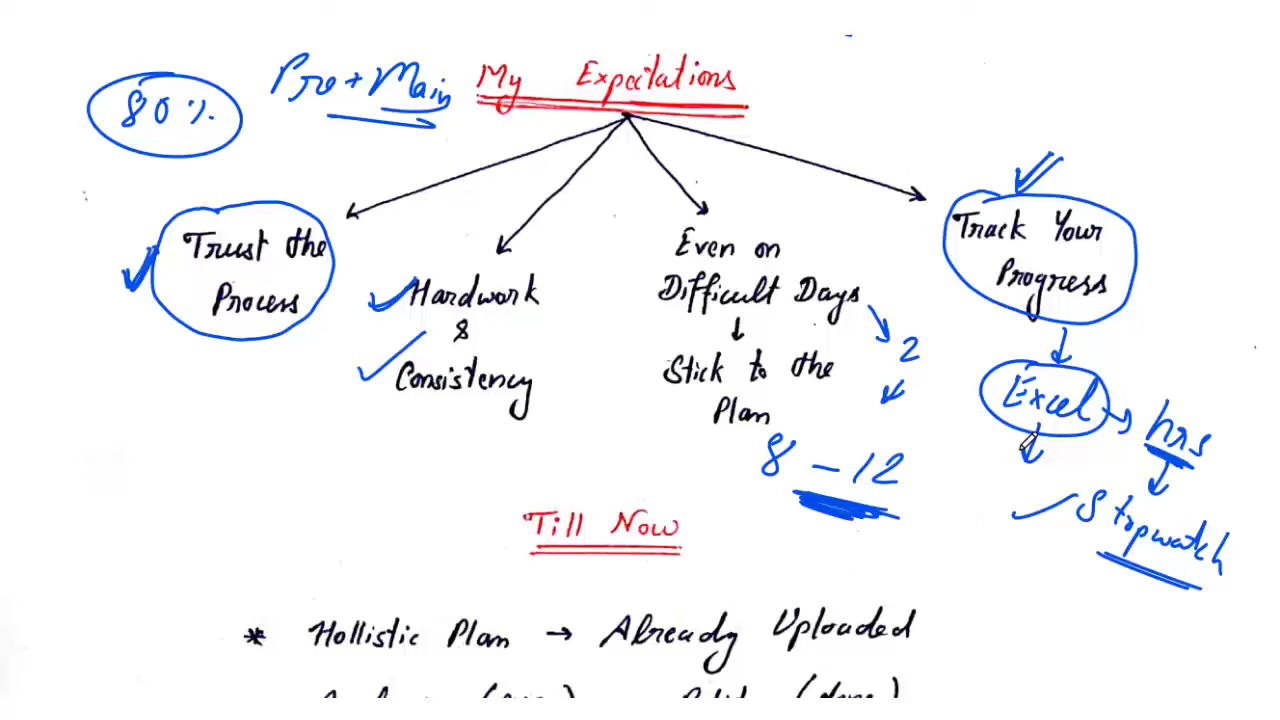 80 %
Pre + Main
My Expectations
Trust the
Process
Hardwork
&
Consistency
Even on
Difficult Days
Stick to the
Plan
2
8 - 12
Track Your
Progress
Excel
hrs
Stopwatch
Till Now
* Hollistic Plan → Already Uploaded